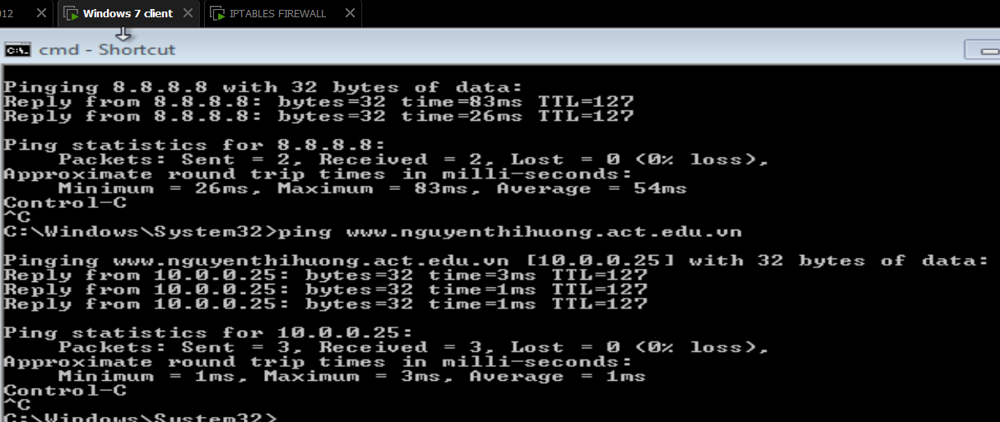 012
Windows 7 client
IPTABLES FIREWALL
cmd - Shortcut
Pinging 8.8.8.8 with 32 bytes of data:
Reply from 8.8.8.8: bytes=32 time=83ms TTL=127
Reply from 8.8.8.8: bytes=32 time=26ms TTL=127
Ping statistics for 8.8.8.8:
Packets: Sent = 2, Received = 2, Lost = 0 (0% loss),
Approximate round trip times in milli-seconds:
Minimum = 26ms, Maximum = 83ms, Average = 54ms
Control-C
^C
C:\Windows\System32>ping www.nguyenthihuong.act.edu.vn
Pinging www.nguyenthihuong.act.edu.vn [10.0.0.25] with 32 bytes of data:
Reply from 10.0.0.25: bytes=32 time=3ms TTL=127
Reply from 10.0.0.25: bytes=32 time=1ms TTL=127
Reply from 10.0.0.25: bytes=32 time=1ms TTL=127
Ping statistics for 10.0.0.25:
Packets: Sent = 3, Received = 3, Lost = 0 (0% loss),
Approximate round trip times in milli-seconds:
Minimum = 1ms, Maximum = 3ms, Average = 1ms
Control-C
^C
C:\Windows\System32>